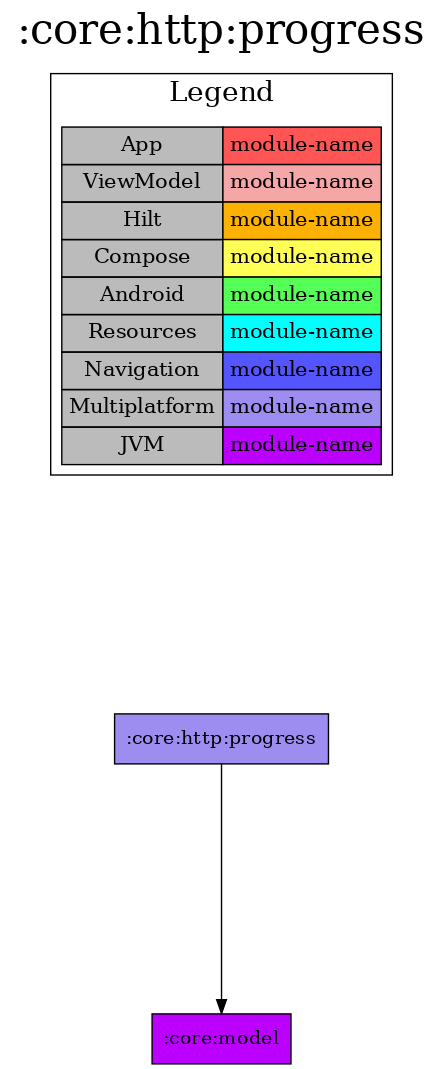 :core:http:progress
Legend
App module-name
ViewModel module-name
Hilt module-name
Compose module-name
Android module-name
Resources module-name
Navigation module-name
Multiplatform module-name
JVM module-name
:core:http:progress
:core:model